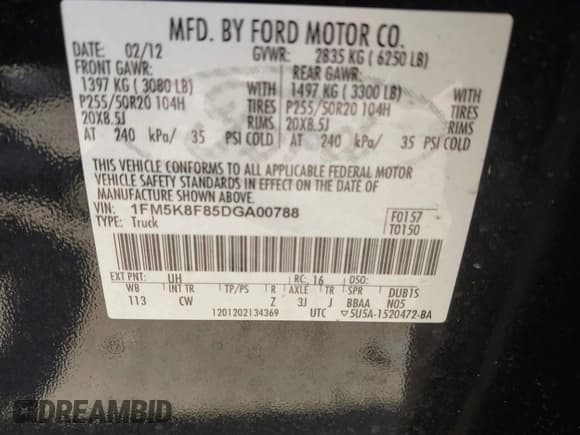 MFD. BY FORD MOTOR CO.
DATE: 02/12 GVWR: 2835 KG ( 6250 LB)
FRONT GAWR: REAR GAWR:
1397 KG ( 3080 LB) WITH 1497 KG ( 3300 LB) WITH
P255/50R20 104H TIRES P255/50R20 104H TIRES
20X8.5J RIMS 20X8.5J RIMS
AT 240 kPa/ 35 PSI COLD AT 240 kPa/ 35 PSI COLD
THIS VEHICLE CONFORMS TO ALL APPLICABLE FEDERAL MOTOR
VEHICLE SAFETY STANDARDS IN EFFECT ON THE DATE OF
MANUFACTURE SHOWN ABOVE.
VIN: 1FM5K8F85DGA00788 F0157
TYPE: Truck T0150
EXT PNT: UH RC: 16 DSO:
WB INT TR TP/PS R AXLE TR SPR DUBTS
113 CW Z 3J J BBAA N05
1201202134369 UTC ▽5U5A-1520472-BA
DREAMBID